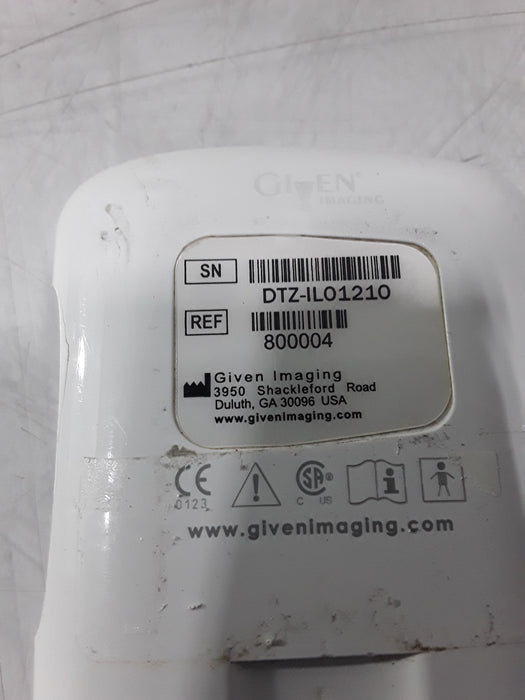 GIVEN®
IMAGING
SN
DTZ-IL01210
REF
800004
Given Imaging
3950 Shackleford Road
Duluth, GA 30096 USA
www.givenimaging.com
CE
0123
SA®
C US
i
www.givenimaging.com